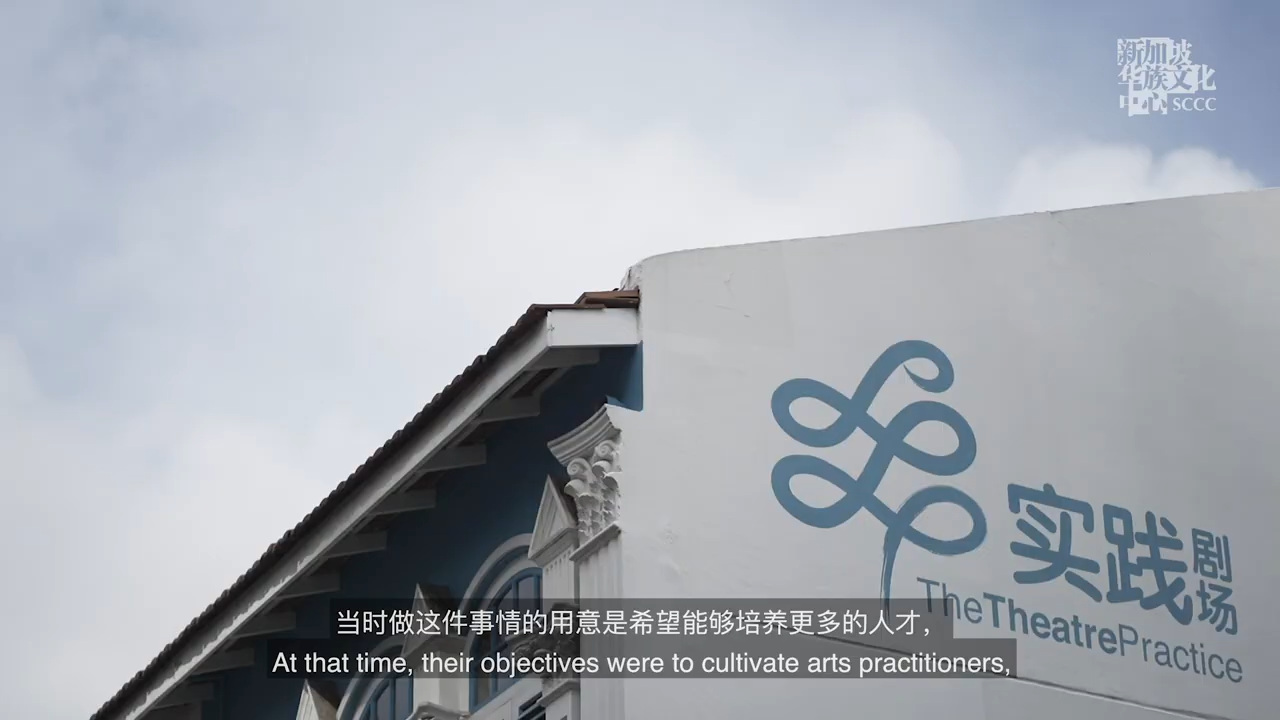 新加坡
华族文化
中心 SCCC
实践剧场
TheTheatrePractice
当时做这件事情的用意是希望能够培养更多的人才，
At that time, their objectives were to cultivate arts practitioners,